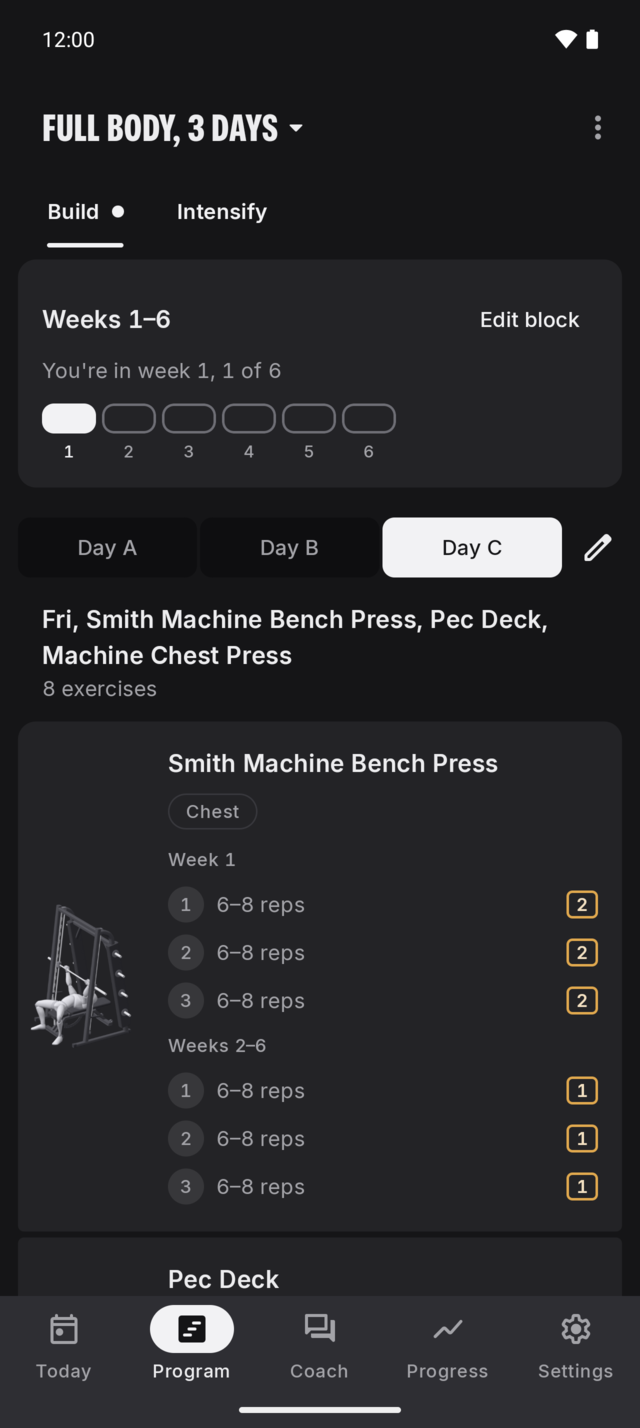 12:00
FULL BODY, 3 DAYS
Build
Intensify
Weeks 1–6
Edit block
You're in week 1, 1 of 6
1 2 3 4 5 6
Day A
Day B
Day C
Fri, Smith Machine Bench Press, Pec Deck,
Machine Chest Press
8 exercises
Smith Machine Bench Press
Chest
Week 1
1 6–8 reps 2
2 6–8 reps 2
3 6–8 reps 2
Weeks 2–6
1 6–8 reps 1
2 6–8 reps 1
3 6–8 reps 1
Pec Deck
Today
Program
Coach
Progress
Settings